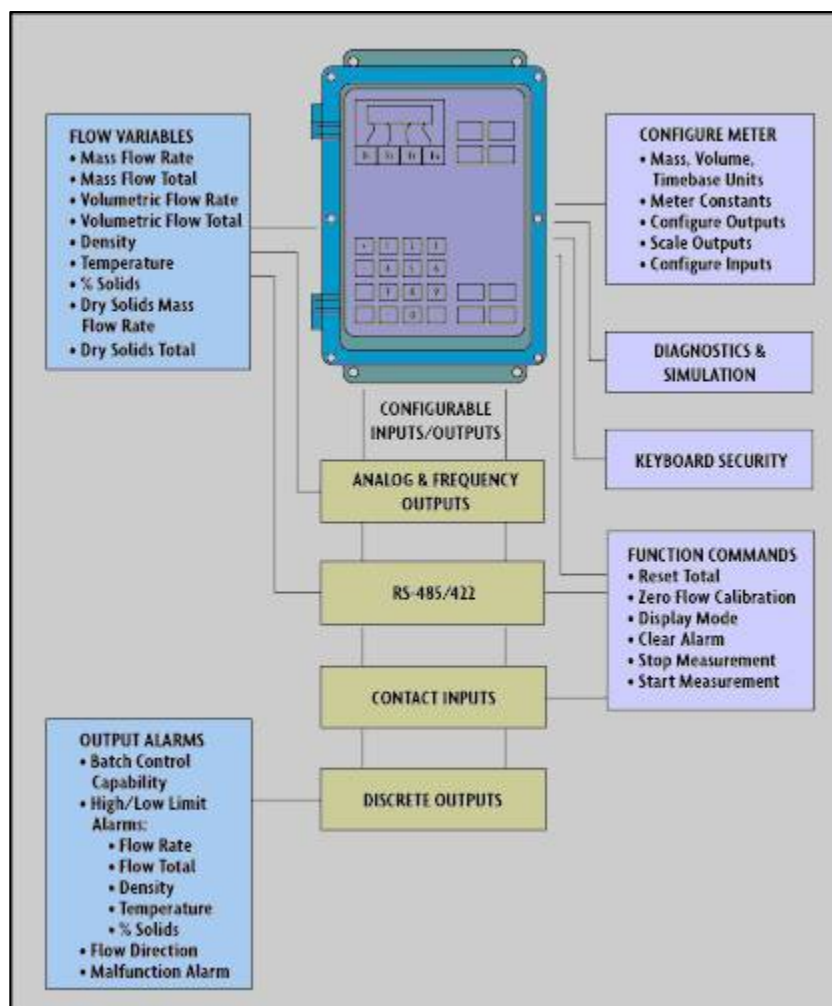 FLOW VARIABLES
• Mass Flow Rate
• Mass Flow Total
• Volumetric Flow Rate
• Volumetric Flow Total
• Density
• Temperature
• % Solids
• Dry Solids Mass
Flow Rate
• Dry Solids Total
CONFIGURE METER
• Mass, Volume,
Timebase Units
• Meter Constants
• Configure Outputs
• Scale Outputs
• Configure Inputs
DIAGNOSTICS &
SIMULATION
KEYBOARD SECURITY
CONFIGURABLE
INPUTS/OUTPUTS
ANALOG & FREQUENCY
OUTPUTS
RS-485/422
CONTACT INPUTS
DISCRETE OUTPUTS
FUNCTION COMMANDS
• Reset Total
• Zero Flow Calibration
• Display Mode
• Clear Alarm
• Stop Measurement
• Start Measurement
OUTPUT ALARMS
• Batch Control
Capability
• High/Low Limit
Alarms:
• Flow Rate
• Flow Total
• Density
• Temperature
• % Solids
• Flow Direction
• Malfunction Alarm